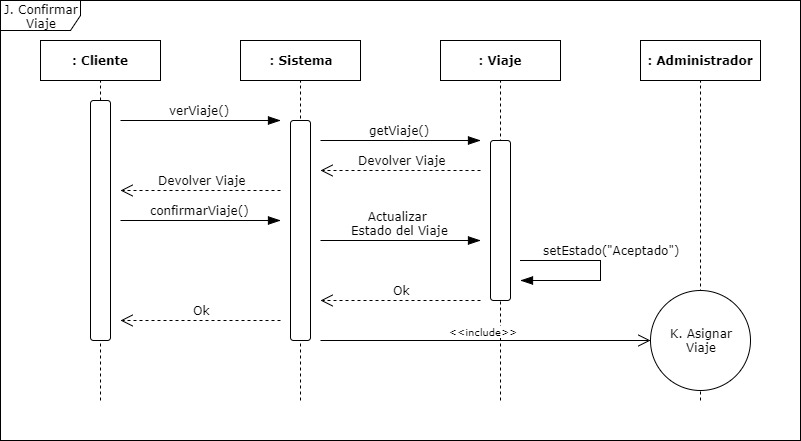 J. Confirmar
Viaje
: Cliente
: Sistema
: Viaje
: Administrador
verViaje()
getViaje()
Devolver Viaje
Devolver Viaje
confirmarViaje()
Actualizar
Estado del Viaje
setEstado("Aceptado")
Ok
Ok
<<include>>
K. Asignar
Viaje